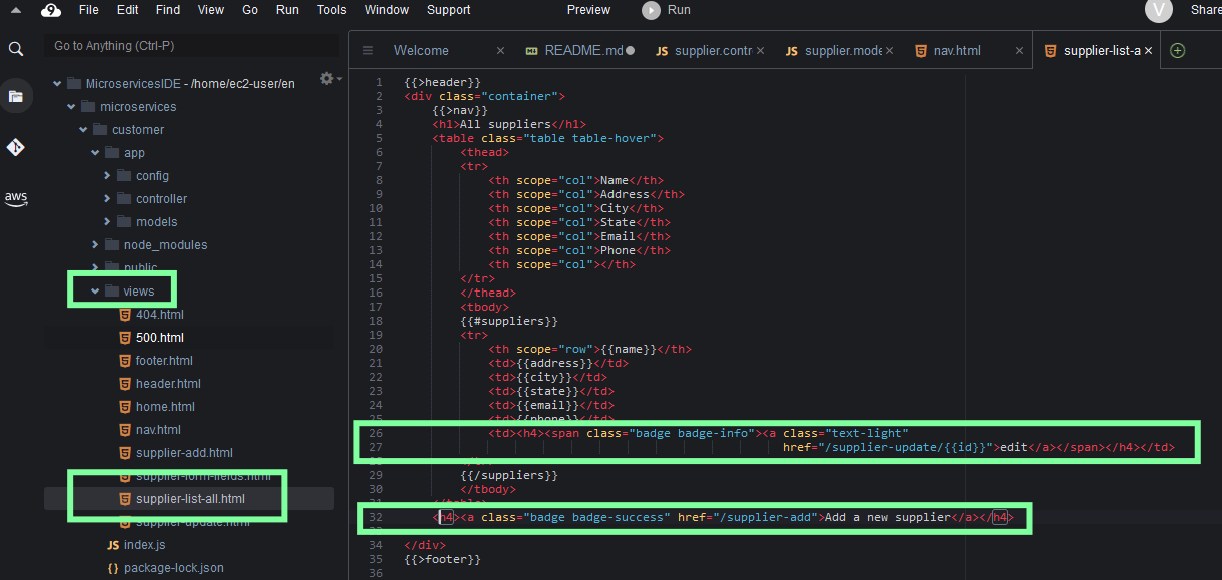 File Edit Find View Go Run Tools Window Support Preview Run V Share
Go to Anything (Ctrl-P)
Welcome README.md supplier.contr supplier.mode nav.html supplier-list-a
MicroservicesIDE - /home/ec2-user/en
microservices
customer
app
config
controller
models
node_modules
public
views
404.html
500.html
footer.html
header.html
home.html
nav.html
supplier-add.html
supplier-form-fields.html
supplier-list-all.html
supplier-update.html
index.js
package-lock.json
aws
1 {{>header}}
2 <div class="container">
3 {{>nav}}
4 <h1>All suppliers</h1>
5 <table class="table table-hover">
6 <thead>
7 <tr>
8 <th scope="col">Name</th>
9 <th scope="col">Address</th>
10 <th scope="col">City</th>
11 <th scope="col">State</th>
12 <th scope="col">Email</th>
13 <th scope="col">Phone</th>
14 <th scope="col"></th>
15 </tr>
16 </thead>
17 <tbody>
18 {{#suppliers}}
19 <tr>
20 <th scope="row">{{name}}</th>
21 <td>{{address}}</td>
22 <td>{{city}}</td>
23 <td>{{state}}</td>
24 <td>{{email}}</td>
25 <td>{{phone}}</td>
26 <td><h4><span class="badge badge-info"><a class="text-light"
27 href="/supplier-update/{{id}}">edit</a></span></h4></td>
29 {{/suppliers}}
30 </tbody>
31 </table>
32 <h4><a class="badge badge-success" href="/supplier-add">Add a new supplier</a></h4>
34 </div>
35 {{>footer}}
36